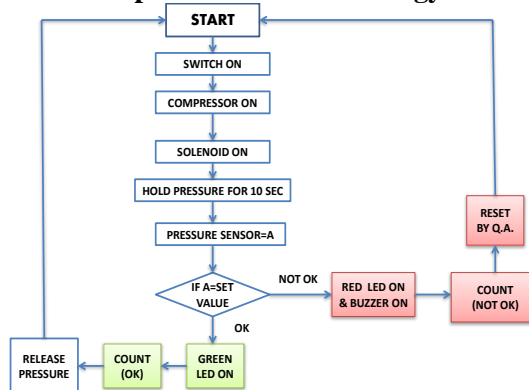 START
SWITCH ON
COMPRESSOR ON
SOLENOID ON
HOLD PRESSURE FOR 10 SEC
PRESSURE SENSOR=A
IF A=SET
VALUE
NOT OK
RED LED ON
& BUZZER ON
COUNT
(NOT OK)
RESET
BY Q.A.
OK
GREEN
LED ON
COUNT
(OK)
RELEASE
PRESSURE